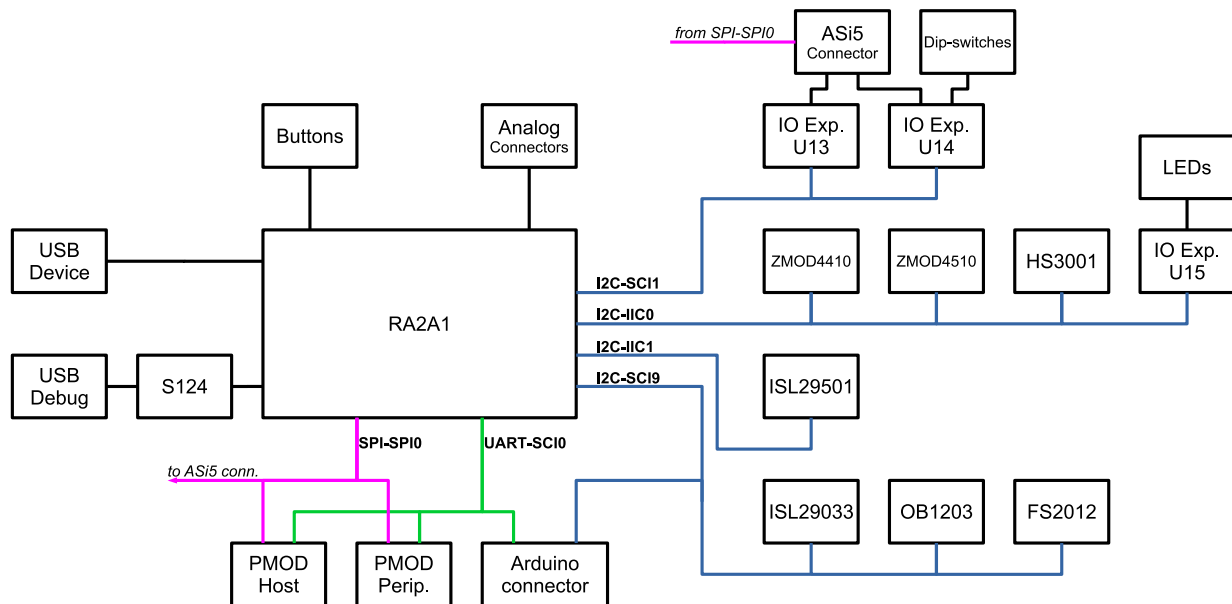 from SPI-SPI0
ASi5
Connector
Dip-switches
Buttons
Analog
Connectors
IO Exp.
U13
IO Exp.
U14
LEDs
USB
Device
RA2A1
I2C-SCI1
I2C-IIC0
I2C-IIC1
I2C-SCI9
ZMOD4410
ZMOD4510
HS3001
IO Exp.
U15
USB
Debug
S124
ISL29501
SPI-SPI0
UART-SCI0
to ASi5 conn.
ISL29033
OB1203
FS2012
PMOD
Host
PMOD
Perip.
Arduino
connector